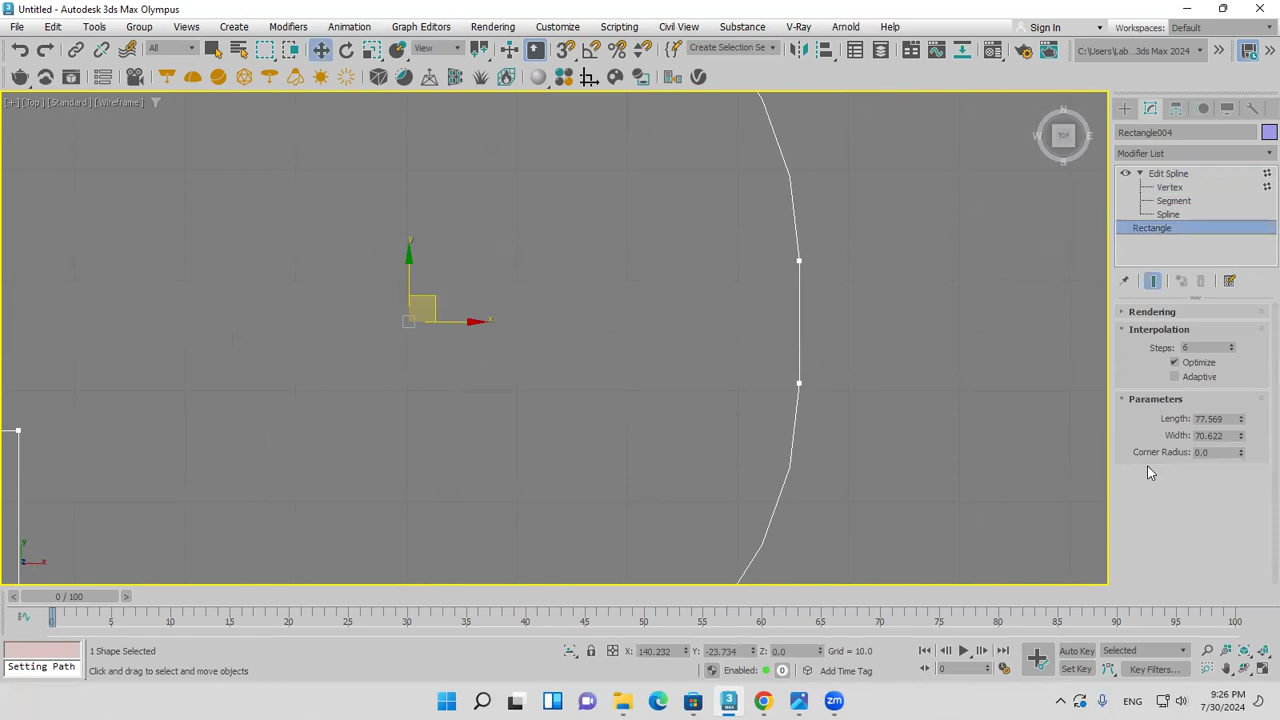 Untitled - Autodesk 3ds Max Olympus
File Edit Tools Group Views Create Modifiers Animation Graph Editors Rendering Customize Scripting Civil View Substance V-Ray Arnold Help Sign In Workspaces: Default
All View Create Selection Se C:\Users\Lab...3ds Max 2024
[+] [Top] [Standard] [Wireframe]
N
W TOP E
S
Rectangle004
Modifier List
Edit Spline
Vertex
Segment
Spline
Rectangle
Rendering
Interpolation
Steps: 6
Optimize
Adaptive
Parameters
Length: 77.569
Width: 70.622
Corner Radius: 0.0
y
x
y
z x
0 / 100
0 5 10 15 20 25 30 35 40 45 50 55 60 65 70 75 80 85 90 95 100
1 Shape Selected X: 140.232 Y: -23.734 Z: 0.0 Grid = 10.0 Auto Key Selected
Setting Path Click and drag to select and move objects Enabled: Add Time Tag 0 Set Key Key Filters...
ENG 9:26 PM
7/30/2024